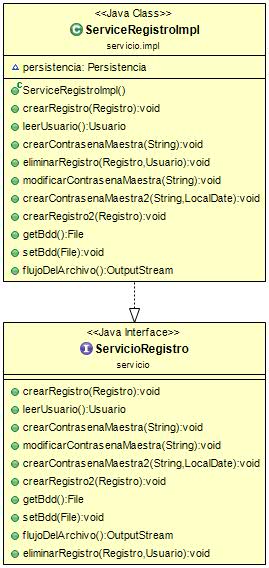 <<Java Class>>
C ServiceRegistroImpl
servicio.impl
persistencia: Persistencia
C ServiceRegistroImpl()
crearRegistro(Registro):void
leerUsuario():Usuario
crearContrasenaMaestra(String):void
eliminarRegistro(Registro,Usuario):void
modificarContrasenaMaestra(String):void
crearContrasenaMaestra2(String,LocalDate):void
crearRegistro2(Registro):void
getBdd():File
setBdd(File):void
flujoDelArchivo():OutputStream
<<Java Interface>>
I ServicioRegistro
servicio
crearRegistro(Registro):void
leerUsuario():Usuario
crearContrasenaMaestra(String):void
modificarContrasenaMaestra(String):void
crearContrasenaMaestra2(String,LocalDate):void
crearRegistro2(Registro):void
getBdd():File
setBdd(File):void
flujoDelArchivo():OutputStream
eliminarRegistro(Registro,Usuario):void